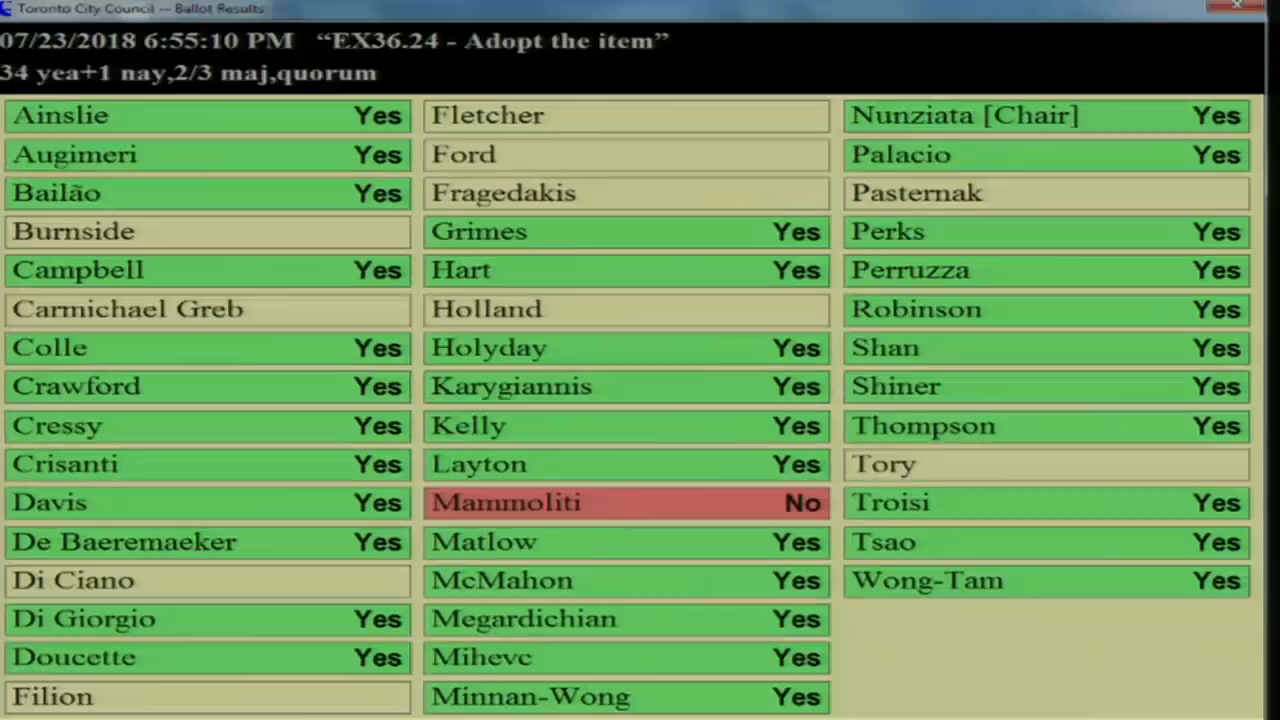 Toronto City Council -- Ballot Results
07/23/2018 6:55:10 PM “EX36.24 - Adopt the item”
34 yea+1 nay,2/3 maj,quorum
Ainslie Yes
Augimeri Yes
Bailão Yes
Burnside
Campbell Yes
Carmichael Greb
Colle Yes
Crawford Yes
Cressy Yes
Crisanti Yes
Davis Yes
De Baeremaeker Yes
Di Ciano
Di Giorgio Yes
Doucette Yes
Filion
Fletcher
Ford
Fragedakis
Grimes Yes
Hart Yes
Holland
Holyday Yes
Karygiannis Yes
Kelly Yes
Layton Yes
Mammoliti No
Matlow Yes
McMahon Yes
Megardichian Yes
Mihevc Yes
Minnan-Wong Yes
Nunziata [Chair] Yes
Palacio Yes
Pasternak
Perks Yes
Perruzza Yes
Robinson Yes
Shan Yes
Shiner Yes
Thompson Yes
Tory
Troisi Yes
Tsao Yes
Wong-Tam Yes